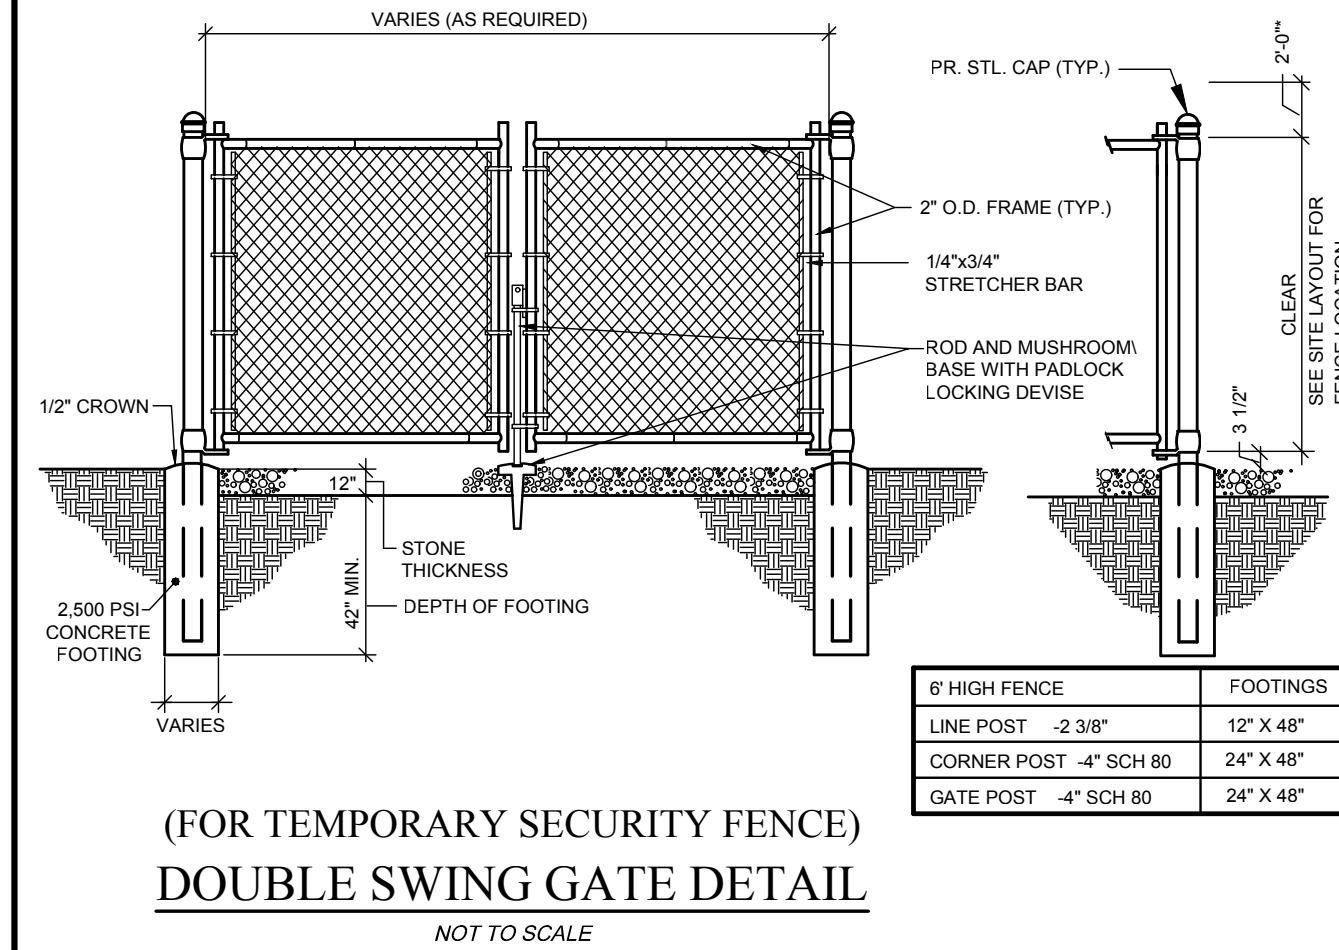 VARIES (AS REQUIRED)
2'-0"*
PR. STL. CAP (TYP.)
2" O.D. FRAME (TYP.)
1/4"x3/4"
STRETCHER BAR
CLEAR
SEE SITE LAYOUT FOR
FENCE LOCATION
ROD AND MUSHROOM\
BASE WITH PADLOCK
LOCKING DEVISE
3 1/2"
1/2" CROWN
12"
STONE
THICKNESS
42" MIN.
DEPTH OF FOOTING
2,500 PSI
CONCRETE
FOOTING
VARIES
6' HIGH FENCE FOOTINGS
LINE POST -2 3/8" 12" X 48"
CORNER POST -4" SCH 80 24" X 48"
GATE POST -4" SCH 80 24" X 48"
(FOR TEMPORARY SECURITY FENCE)
DOUBLE SWING GATE DETAIL
NOT TO SCALE